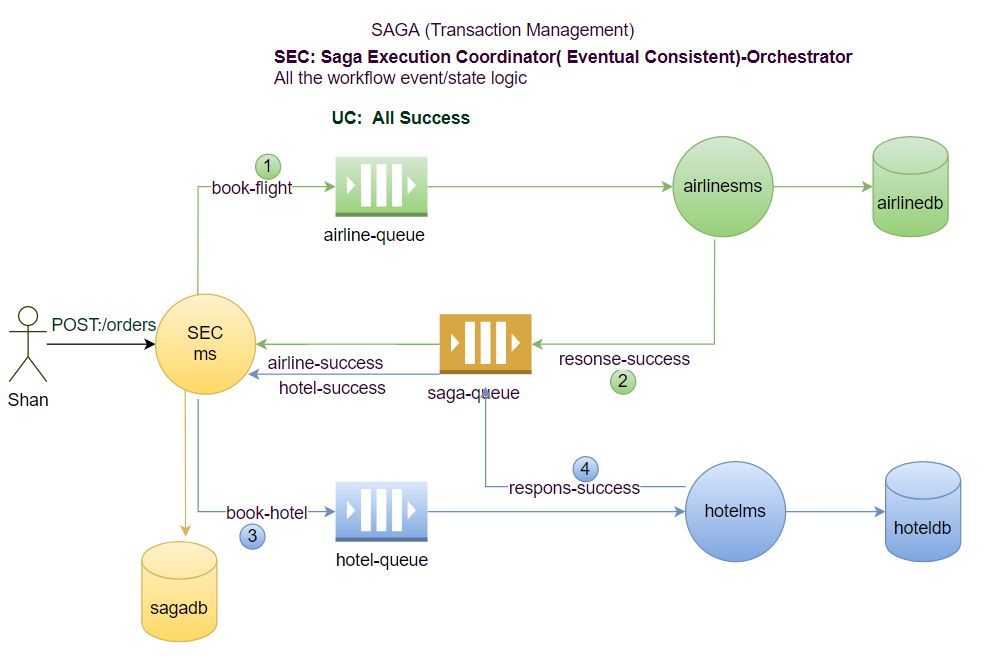 SAGA (Transaction Management)
SEC: Saga Execution Coordinator( Eventual Consistent)-Orchestrator
All the workflow event/state logic
UC:  All Success
1
book-flight
airline-queue
airlinesms
airlinedb
POST:/orders
Shan
SEC
ms
airline-success
hotel-success
saga-queue
resonse-success
2
4
respons-success
book-hotel
3
hotel-queue
hotelms
hoteldb
sagadb